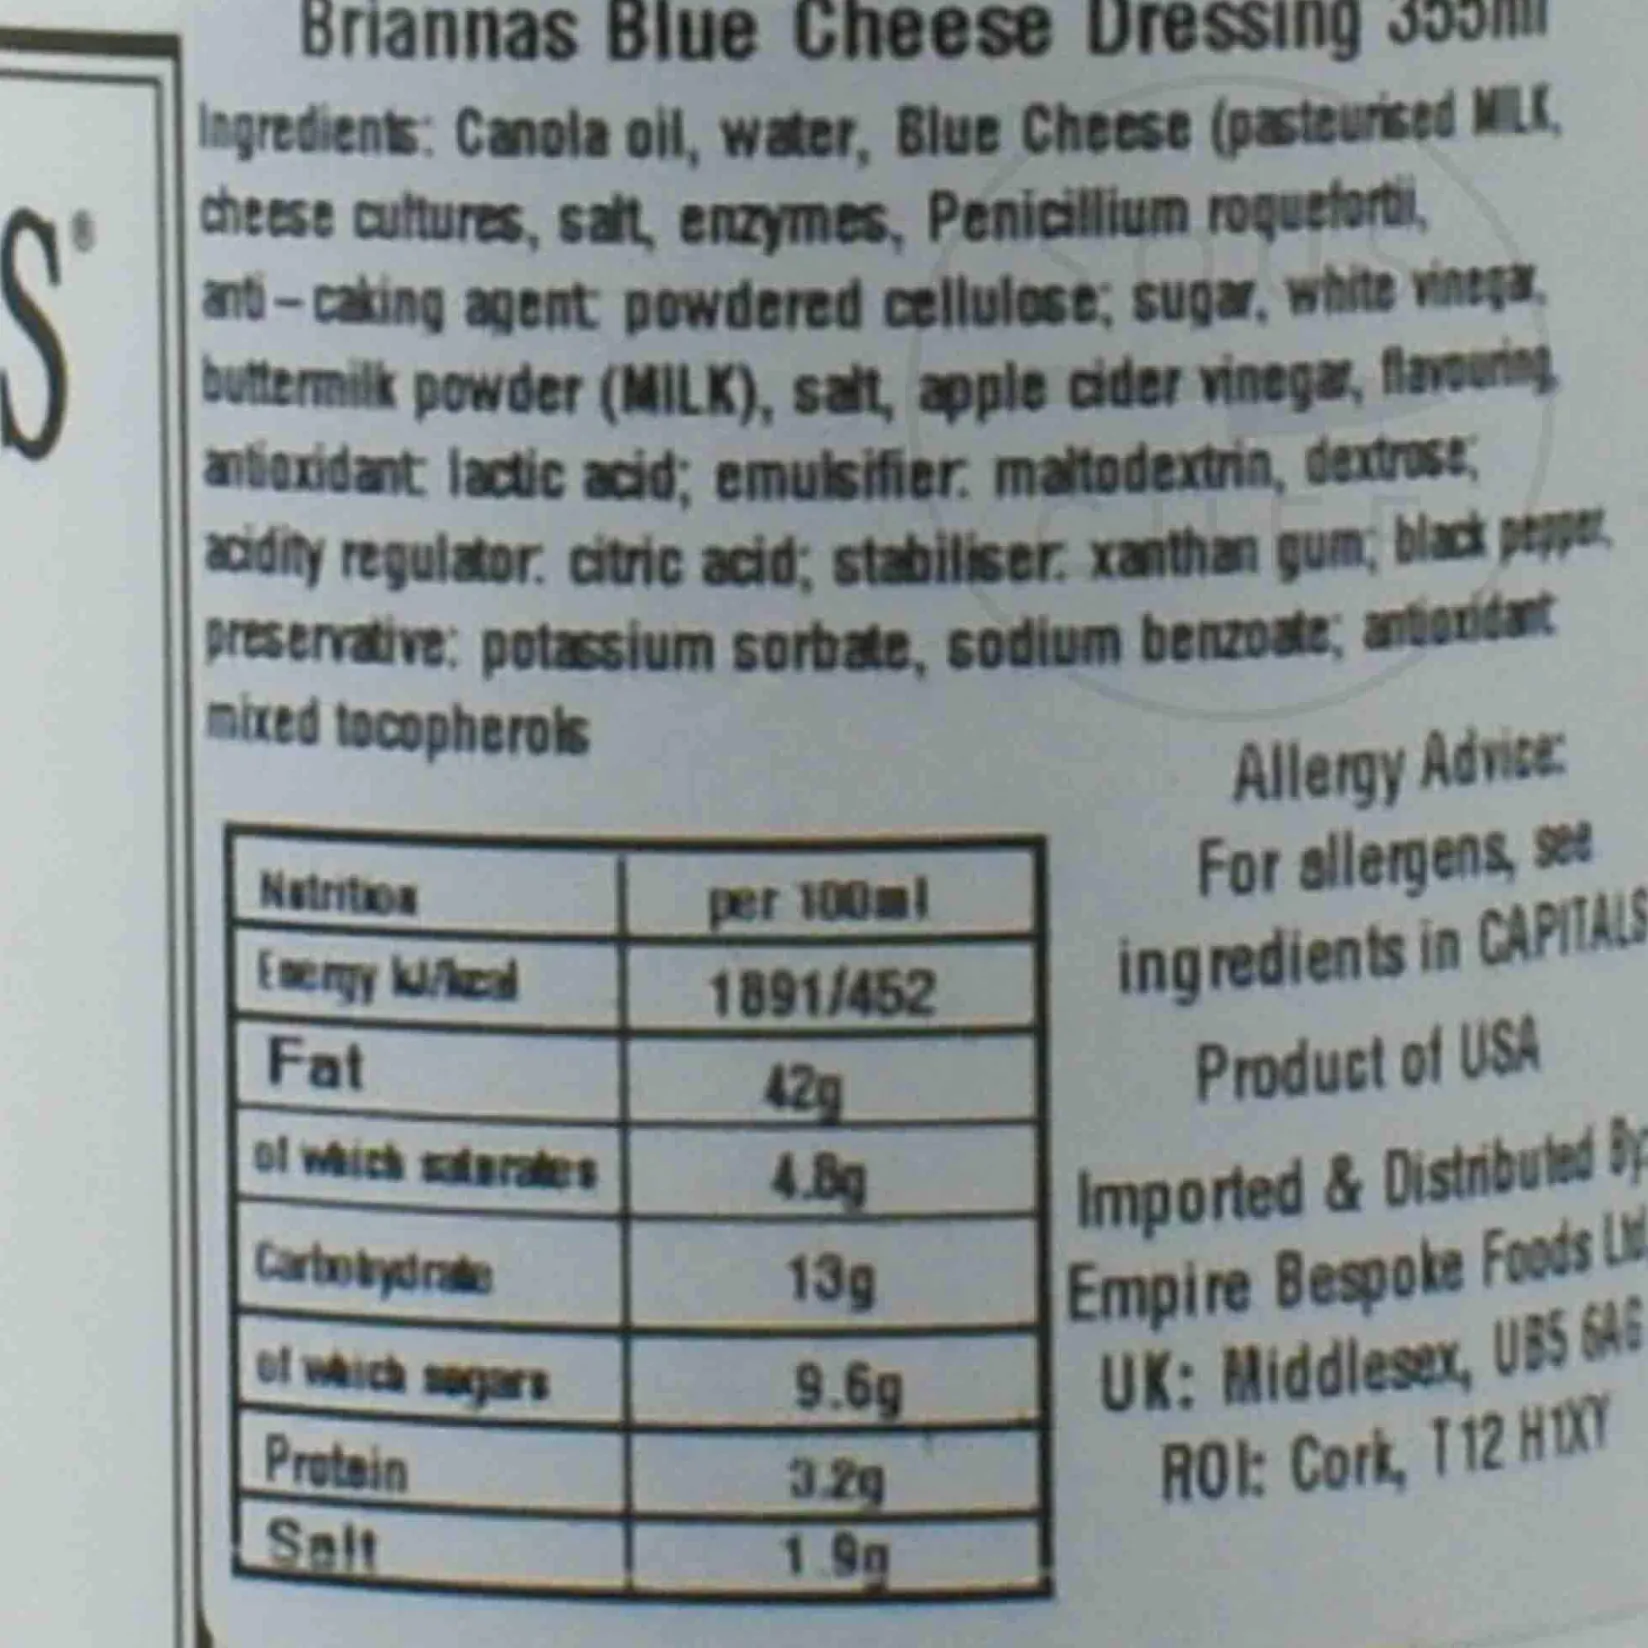 S®
Briannas Blue Cheese Dressing 355ml
Ingredients: Canola oil, water, Blue Cheese (pasteurised MILK,
cheese cultures, salt, enzymes, Penicillium roquefortii,
anti-caking agent: powdered cellulose; sugar, white vinegar,
buttermilk powder (MILK), salt, apple cider vinegar, flavouring,
antioxidant: lactic acid; emulsifier: maltodextrin, dextrose;
acidity regulator: citric acid; stabiliser: xanthan gum; black pepper,
preservative: potassium sorbate, sodium benzoate; antioxidant:
mixed tocopherols
Nutrition per 100ml
Energy kJ/kcal 1891/452
Fat 42g
of which saturates 4.8g
Carbohydrate 13g
of which sugars 9.6g
Protein 3.2g
Salt 1.9g
Allergy Advice:
For allergens, see
ingredients in CAPITALS
Product of USA
Imported & Distributed By:
Empire Bespoke Foods Ltd
UK: Middlesex, UB5 6AG
ROI: Cork, T12 H1XY